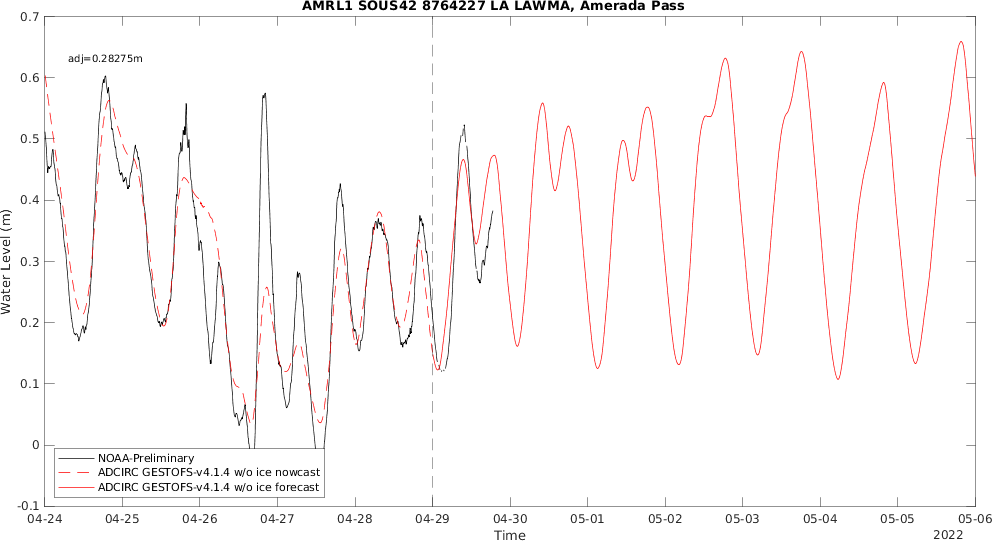 AMRL1 SOUS42 8764227 LA LAWMA, Amerada Pass
adj=0.28275m
Water Level (m)
0.7
0.6
0.5
0.4
0.3
0.2
0.1
0
-0.1
NOAA-Preliminary
ADCIRC GESTOFS-v4.1.4 w/o ice nowcast
ADCIRC GESTOFS-v4.1.4 w/o ice forecast
04-24 04-25 04-26 04-27 04-28 04-29 04-30 05-01 05-02 05-03 05-04 05-05 05-06
Time
2022